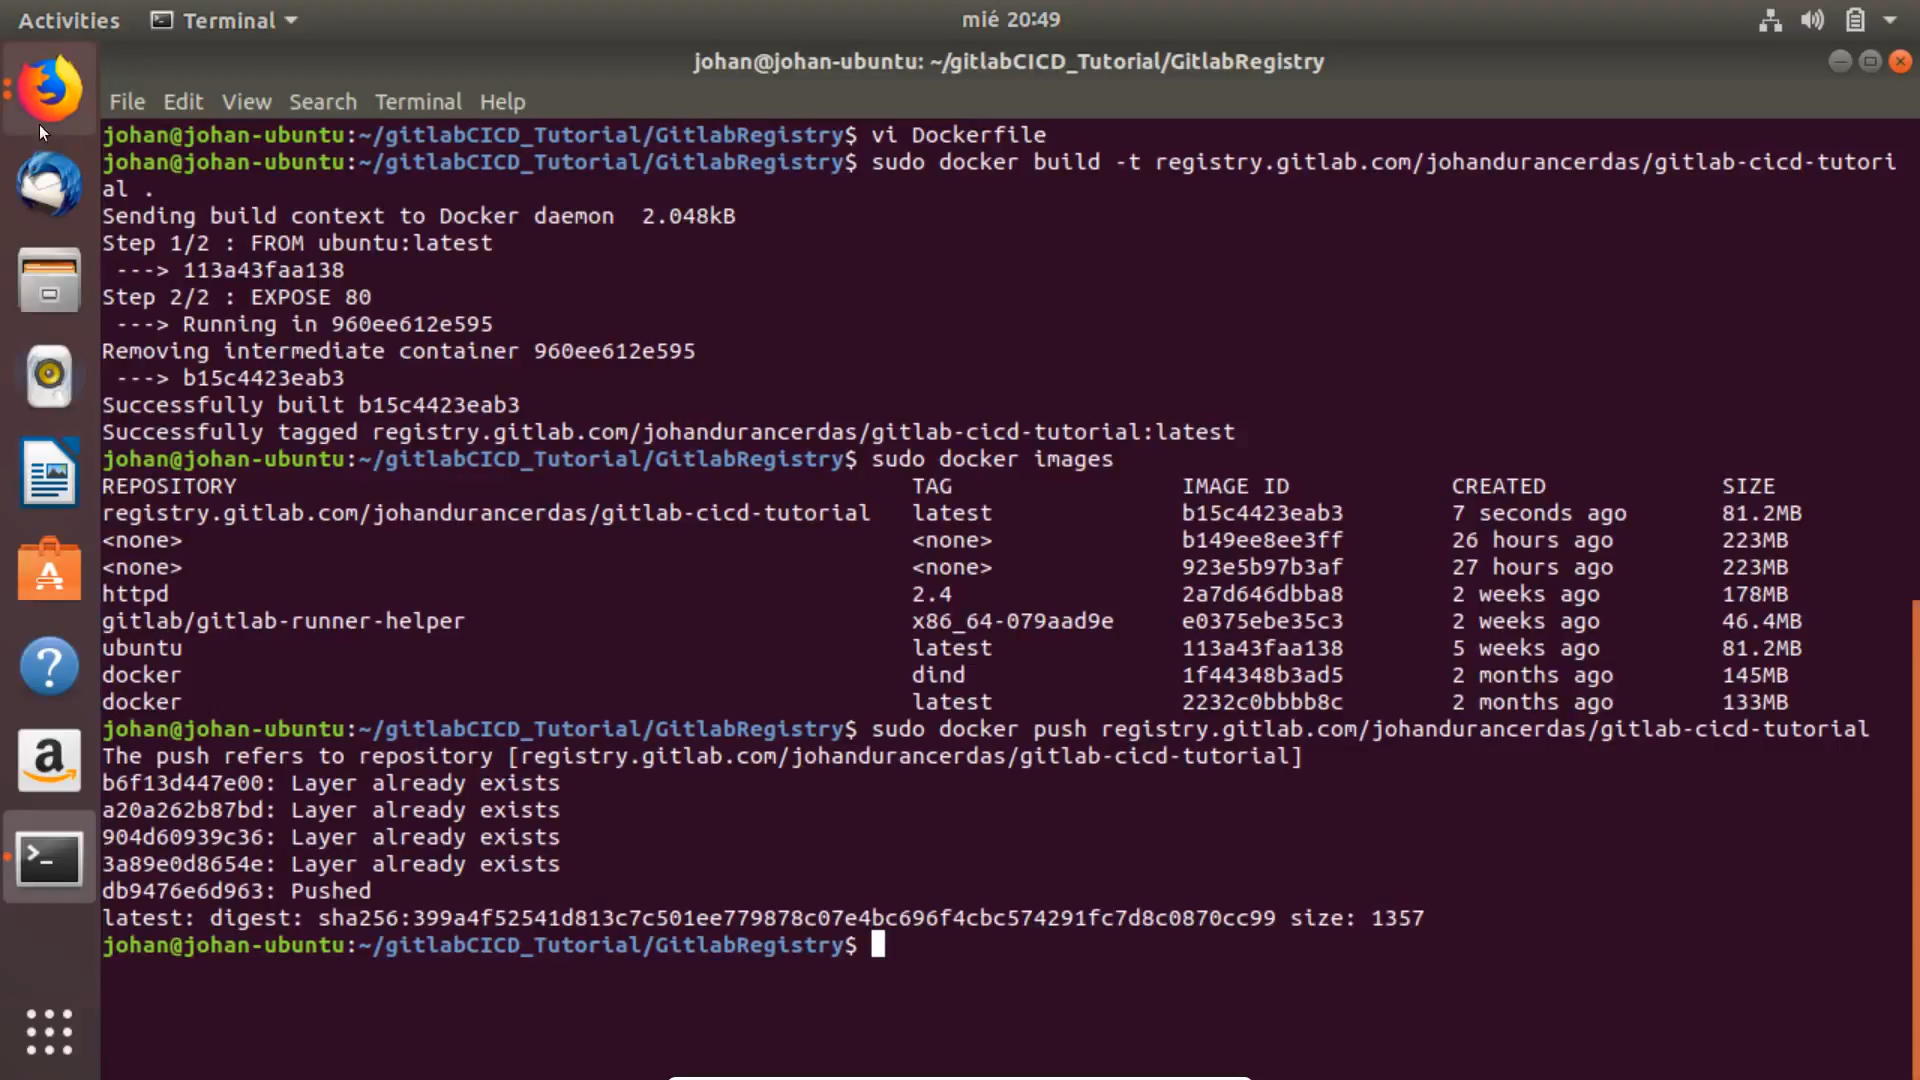 Activities Terminal mié 20:49
johan@johan-ubuntu: ~/gitlabCICD_Tutorial/GitlabRegistry
File Edit View Search Terminal Help
johan@johan-ubuntu:~/gitlabCICD_Tutorial/GitlabRegistry$ vi Dockerfile
johan@johan-ubuntu:~/gitlabCICD_Tutorial/GitlabRegistry$ sudo docker build -t registry.gitlab.com/johandurancerdas/gitlab-cicd-tutori
al .
Sending build context to Docker daemon  2.048kB
Step 1/2 : FROM ubuntu:latest
 ---> 113a43faa138
Step 2/2 : EXPOSE 80
 ---> Running in 960ee612e595
Removing intermediate container 960ee612e595
 ---> b15c4423eab3
Successfully built b15c4423eab3
Successfully tagged registry.gitlab.com/johandurancerdas/gitlab-cicd-tutorial:latest
johan@johan-ubuntu:~/gitlabCICD_Tutorial/GitlabRegistry$ sudo docker images
REPOSITORY TAG IMAGE ID CREATED SIZE
registry.gitlab.com/johandurancerdas/gitlab-cicd-tutorial latest b15c4423eab3 7 seconds ago 81.2MB
<none> <none> b149ee8ee3ff 26 hours ago 223MB
<none> <none> 923e5b97b3af 27 hours ago 223MB
httpd 2.4 2a7d646dbba8 2 weeks ago 178MB
gitlab/gitlab-runner-helper x86_64-079aad9e e0375ebe35c3 2 weeks ago 46.4MB
ubuntu latest 113a43faa138 5 weeks ago 81.2MB
docker dind 1f44348b3ad5 2 months ago 145MB
docker latest 2232c0bbbb8c 2 months ago 133MB
johan@johan-ubuntu:~/gitlabCICD_Tutorial/GitlabRegistry$ sudo docker push registry.gitlab.com/johandurancerdas/gitlab-cicd-tutorial
The push refers to repository [registry.gitlab.com/johandurancerdas/gitlab-cicd-tutorial]
b6f13d447e00: Layer already exists
a20a262b87bd: Layer already exists
904d60939c36: Layer already exists
3a89e0d8654e: Layer already exists
db9476e6d963: Pushed
latest: digest: sha256:399a4f52541d813c7c501ee779878c07e4bc696f4cbc574291fc7d8c0870cc99 size: 1357
johan@johan-ubuntu:~/gitlabCICD_Tutorial/GitlabRegistry$